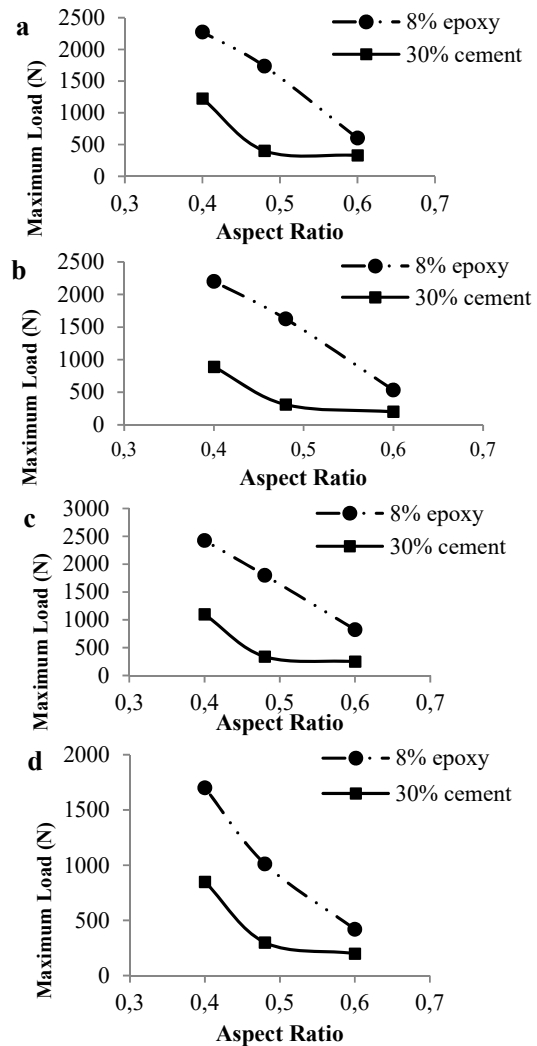 a
Maximum Load (N)
2500
2000
1500
1000
500
0
0,3 0,4 0,5 0,6 0,7
Aspect Ratio
8% epoxy
30% cement
b
Maximum Load (N)
2500
2000
1500
1000
500
0
0,3 0,4 0,5 0,6 0,7
Aspect Ratio
8% epoxy
30% cement
c
Maximum Load (N)
3000
2500
2000
1500
1000
500
0
0,3 0,4 0,5 0,6 0,7
Aspect Ratio
8% epoxy
30% cement
d
Maximum Load (N)
2000
1500
1000
500
0
0,3 0,4 0,5 0,6 0,7
Aspect Ratio
8% epoxy
30% cement